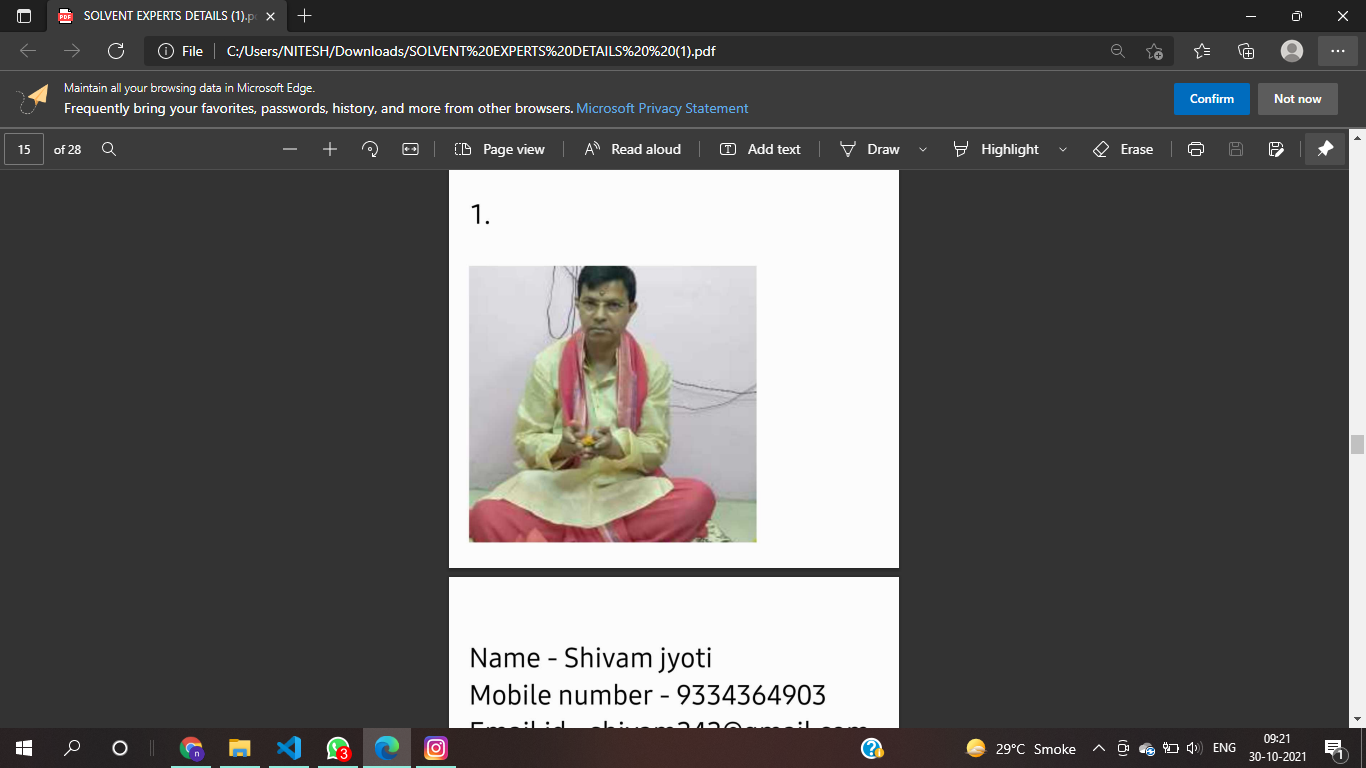 SOLVENT EXPERTS DETAILS (1).p
File
C:/Users/NITESH/Downloads/SOLVENT%20EXPERTS%20DETAILS%20%20(1).pdf
Maintain all your browsing data in Microsoft Edge.
Frequently bring your favorites, passwords, history, and more from other browsers. Microsoft Privacy Statement
Confirm
Not now
15 of 28
Page view
Read aloud
Add text
Draw
Highlight
Erase
1.
Name - Shivam jyoti
Mobile number - 9334364903
29°C Smoke
ENG
09:21
30-10-2021